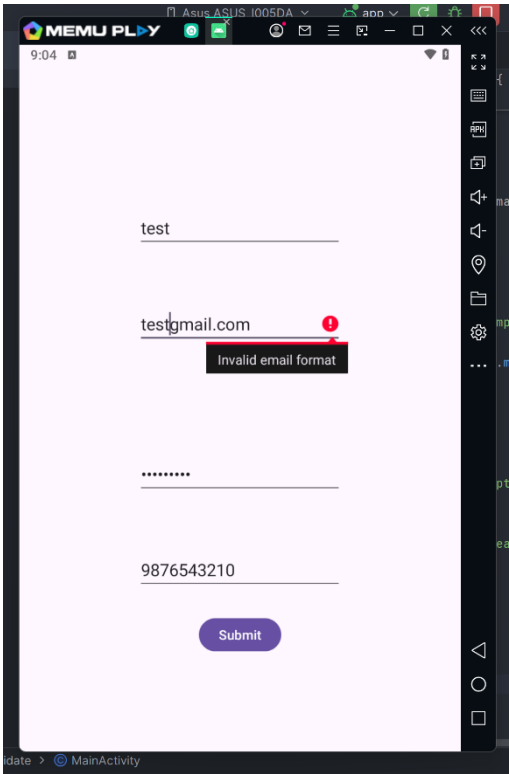 Asus ASUS_I005DA
app
MEMU PLAY
9:04
APK
test
testgmail.com
Invalid email format
•••••••••
9876543210
Submit
idate > MainActivity